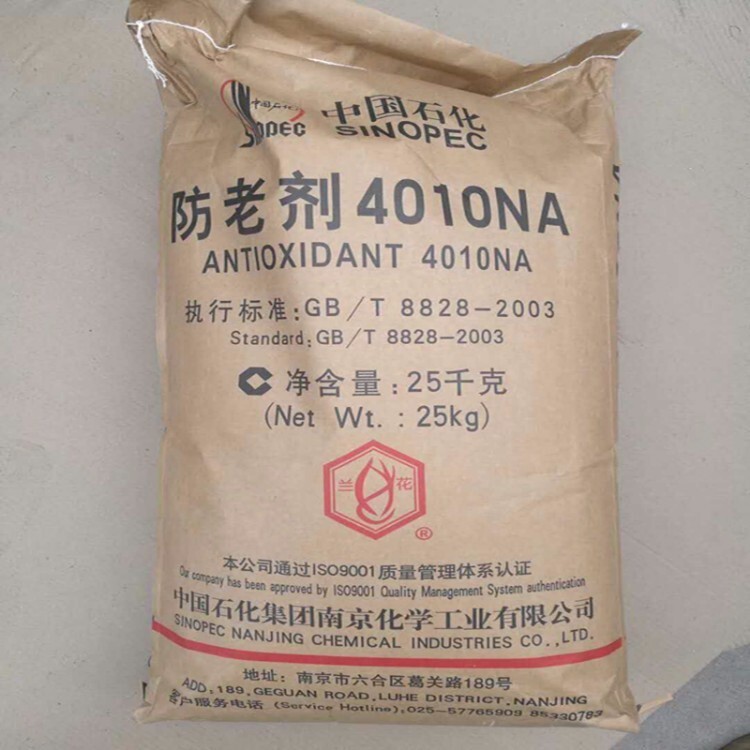 中国石化
SINOPEC
中国石化
SINOPEC
防老剂4010NA
ANTIOXIDANT 4010NA
执行标准:GB/T 8828-2003
Standard:GB/T 8828-2003
C 净含量:25千克
(Net Wt.:25kg)
兰花
®
本公司通过ISO9001质量管理体系认证
Our company has been approved by ISO9001 Quality Management System authentication
中国石化集团南京化学工业有限公司
SINOPEC NANJING CHEMICAL INDUSTRIES CO.,LTD.
地址:南京市六合区葛关路189号
ADD:189,GEGUAN ROAD,LUHE DISTRICT,NANJING
客户服务电话(Service Hotline):025-57765909 85330783